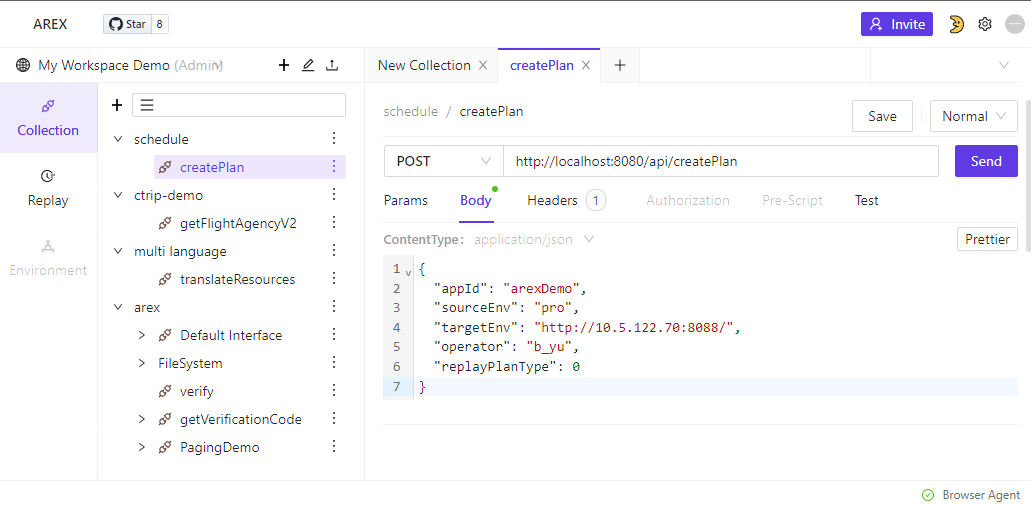 AREX
Star 8
Invite
My Workspace Demo (Admin)
New Collection
createPlan
Collection
Replay
Environment
schedule
createPlan
ctrip-demo
getFlightAgencyV2
multi language
translateResources
arex
Default Interface
FileSystem
verify
getVerificationCode
PagingDemo
schedule / createPlan
Save
Normal
POST
http://localhost:8080/api/createPlan
Send
Params
Body
Headers 1
Authorization
Pre-Script
Test
ContentType: application/json
Prettier
1 {
2 "appId": "arexDemo",
3 "sourceEnv": "pro",
4 "targetEnv": "http://10.5.122.70:8088/",
5 "operator": "b_yu",
6 "replayPlanType": 0
7 }
Browser Agent